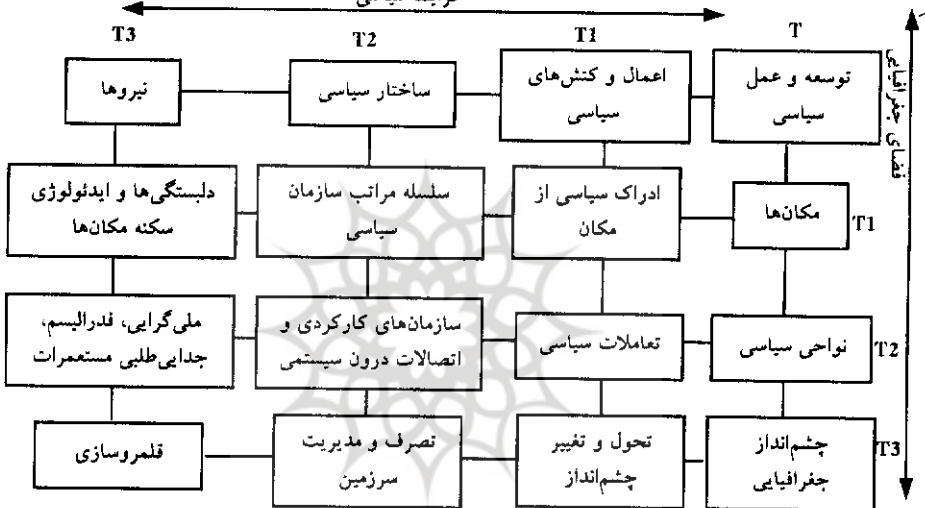 T T1 T2 T3
فضای جغرافیایی
توسعه و عمل
سیاسی
اعمال و کنش‌های
سیاسی
ساختار سیاسی
نیروها
T1
مکان‌ها
ادراک سیاسی از
مکان
سلسله مراتب سازمان
سیاسی
دلبستگی‌ها و ایدئولوژی
سکنه مکان‌ها
T2
نواحی سیاسی
تعاملات سیاسی
سازمان‌های کارکردی و
اتصالات درون سیستمی
ملی‌گرایی، فدرالیسم،
جدایی‌طلبی مستعمرات
T3
چشم‌انداز
جغرافیایی
تحول و تغییر
چشم‌انداز
تصرف و مدیریت
سرزمین
قلمروسازی